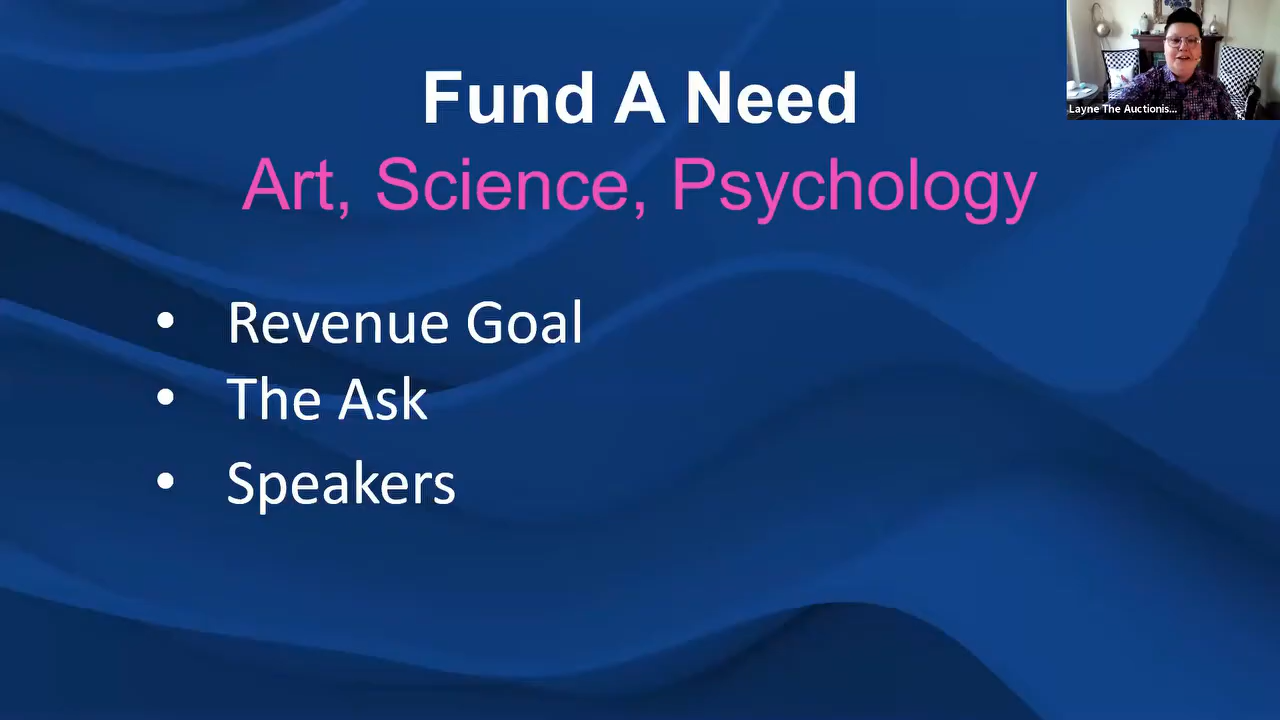 Fund A Need
Art, Science, Psychology
• Revenue Goal
• The Ask
• Speakers
Layne The Auctionis...